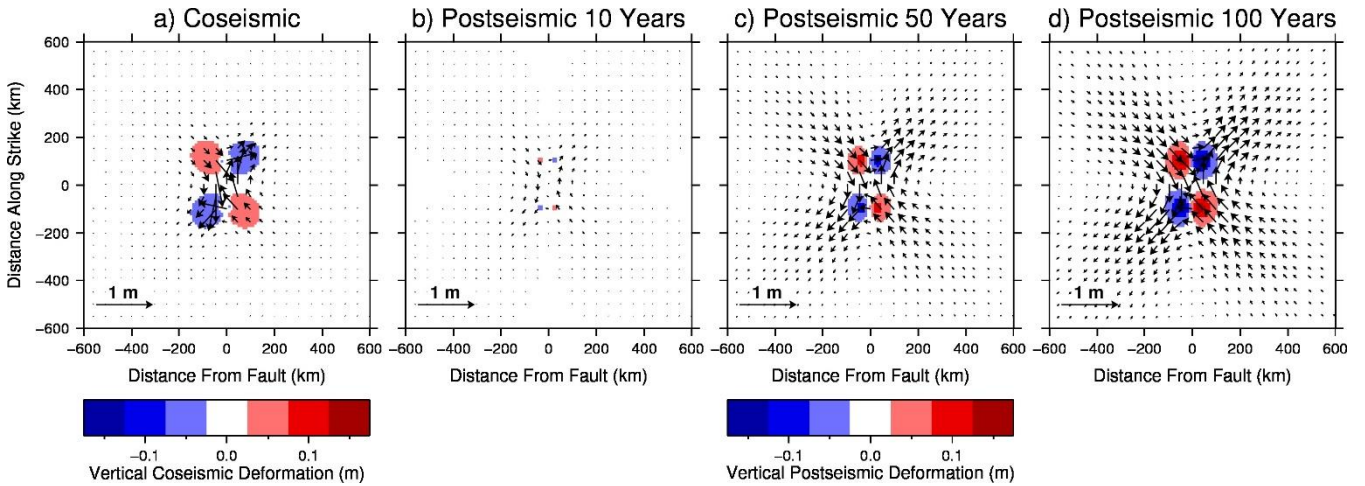 a) Coseismic
b) Postseismic 10 Years
c) Postseismic 50 Years
d) Postseismic 100 Years
600
400
200
0
−200
−400
−600
Distance Along Strike (km)
1 m
1 m
1 m
1 m
−600 −400 −200 0 200 400 600
−600 −400 −200 0 200 400 600
−600 −400 −200 0 200 400 600
−600 −400 −200 0 200 400 600
Distance From Fault (km)
Distance From Fault (km)
Distance From Fault (km)
Distance From Fault (km)
−0.1 0.0 0.1
Vertical Coseismic Deformation (m)
−0.1 0.0 0.1
Vertical Postseismic Deformation (m)